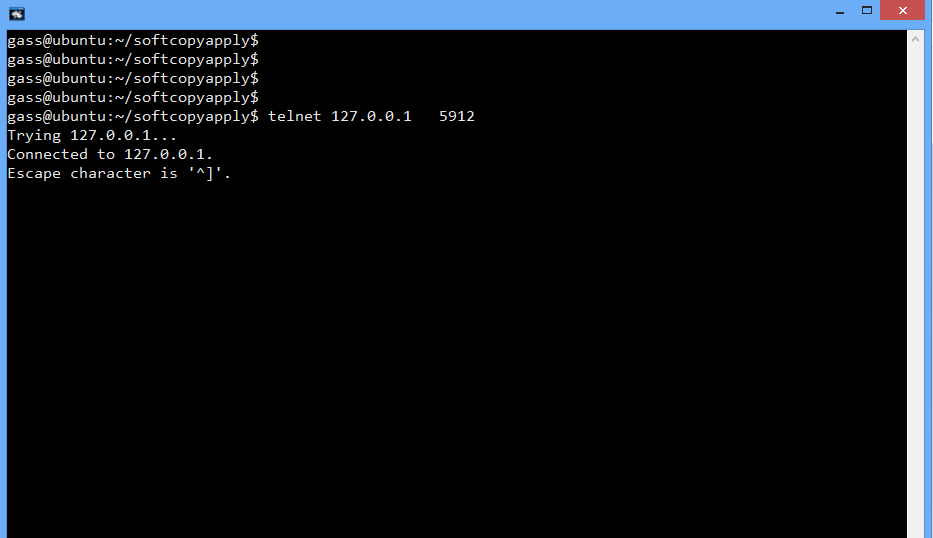 gass@ubuntu:~/softcopyapply$
gass@ubuntu:~/softcopyapply$
gass@ubuntu:~/softcopyapply$
gass@ubuntu:~/softcopyapply$
gass@ubuntu:~/softcopyapply$ telnet 127.0.0.1   5912
Trying 127.0.0.1...
Connected to 127.0.0.1.
Escape character is '^]'.